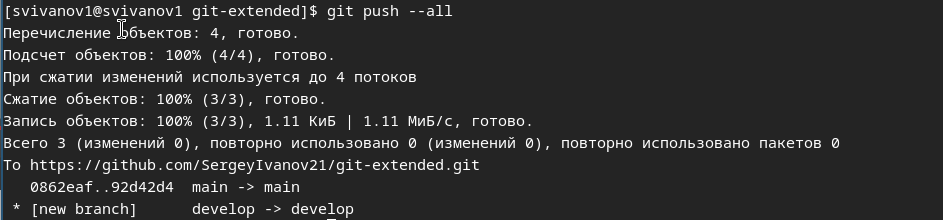 [svivanov1@svivanov1 git-extended]$ git push --all
Перечисление объектов: 4, готово.
Подсчет объектов: 100% (4/4), готово.
При сжатии изменений используется до 4 потоков
Сжатие объектов: 100% (3/3), готово.
Запись объектов: 100% (3/3), 1.11 КиБ | 1.11 МиБ/с, готово.
Всего 3 (изменений 0), повторно использовано 0 (изменений 0), повторно использовано пакетов 0
To https://github.com/SergeyIvanov21/git-extended.git
   0862eaf..92d42d4  main -> main
 * [new branch]      develop -> develop